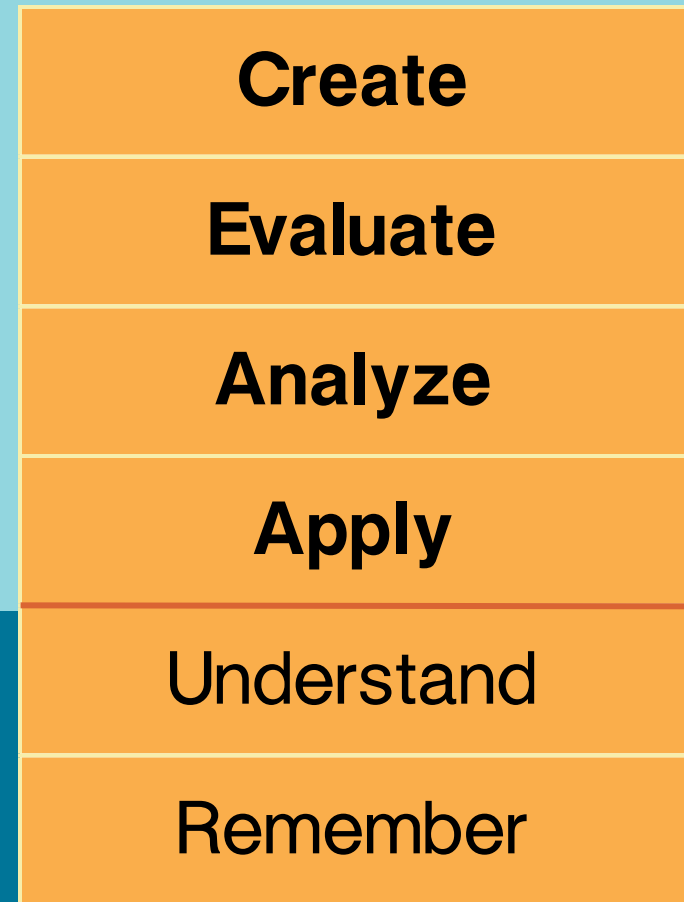 Create
Evaluate
Analyze
Apply
Understand
Remember